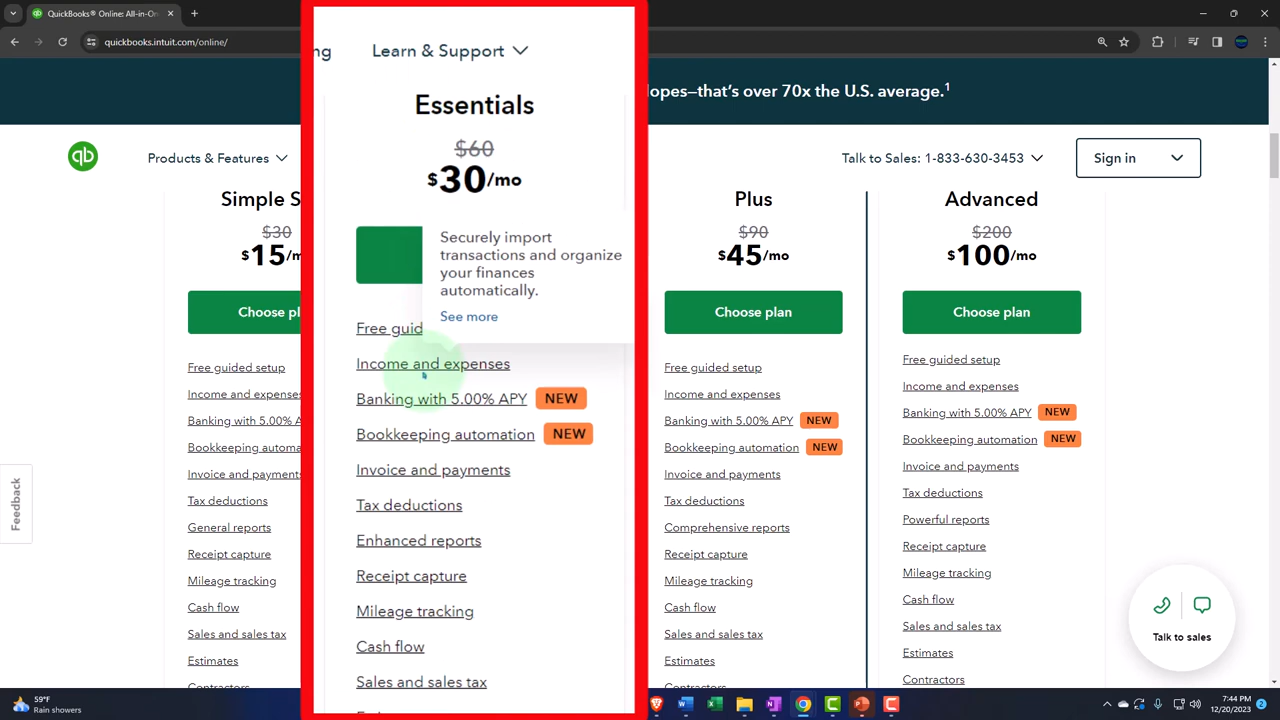 QuickBooks® Online All-in-On
quickbooks.intuit.com/online/
lopes—that's over 70x the U.S. average.¹
qb
Products & Features
ng
Learn & Support
Talk to Sales: 1-833-630-3453
Sign in
Simple S
$30
$15/m
Choose pl
Free guided setup
Income and expenses
Banking with 5.00% A
Bookkeeping automa
Invoice and payments
Tax deductions
General reports
Receipt capture
Mileage tracking
Cash flow
Sales and sales tax
Estimates
Contractors
Essentials
$60
$30/mo
Securely import
transactions and organize
your finances
automatically.
See more
Free guid
Income and expenses
Banking with 5.00% APY NEW
Bookkeeping automation NEW
Invoice and payments
Tax deductions
Enhanced reports
Receipt capture
Mileage tracking
Cash flow
Sales and sales tax
Plus
$90
$45/mo
Choose plan
Free guided setup
Income and expenses
Banking with 5.00% APY NEW
Bookkeeping automation NEW
Invoice and payments
Tax deductions
Comprehensive reports
Receipt capture
Mileage tracking
Cash flow
Sales and sales tax
Estimates
Contractors
Advanced
$200
$100/mo
Choose plan
Free guided setup
Income and expenses
Banking with 5.00% APY NEW
Bookkeeping automation NEW
Invoice and payments
Tax deductions
Powerful reports
Receipt capture
Mileage tracking
Cash flow
Sales and sales tax
Estimates
Contractors
Feedback
Talk to sales
59°F
Rain showers
7:44 PM
12/20/2023
2